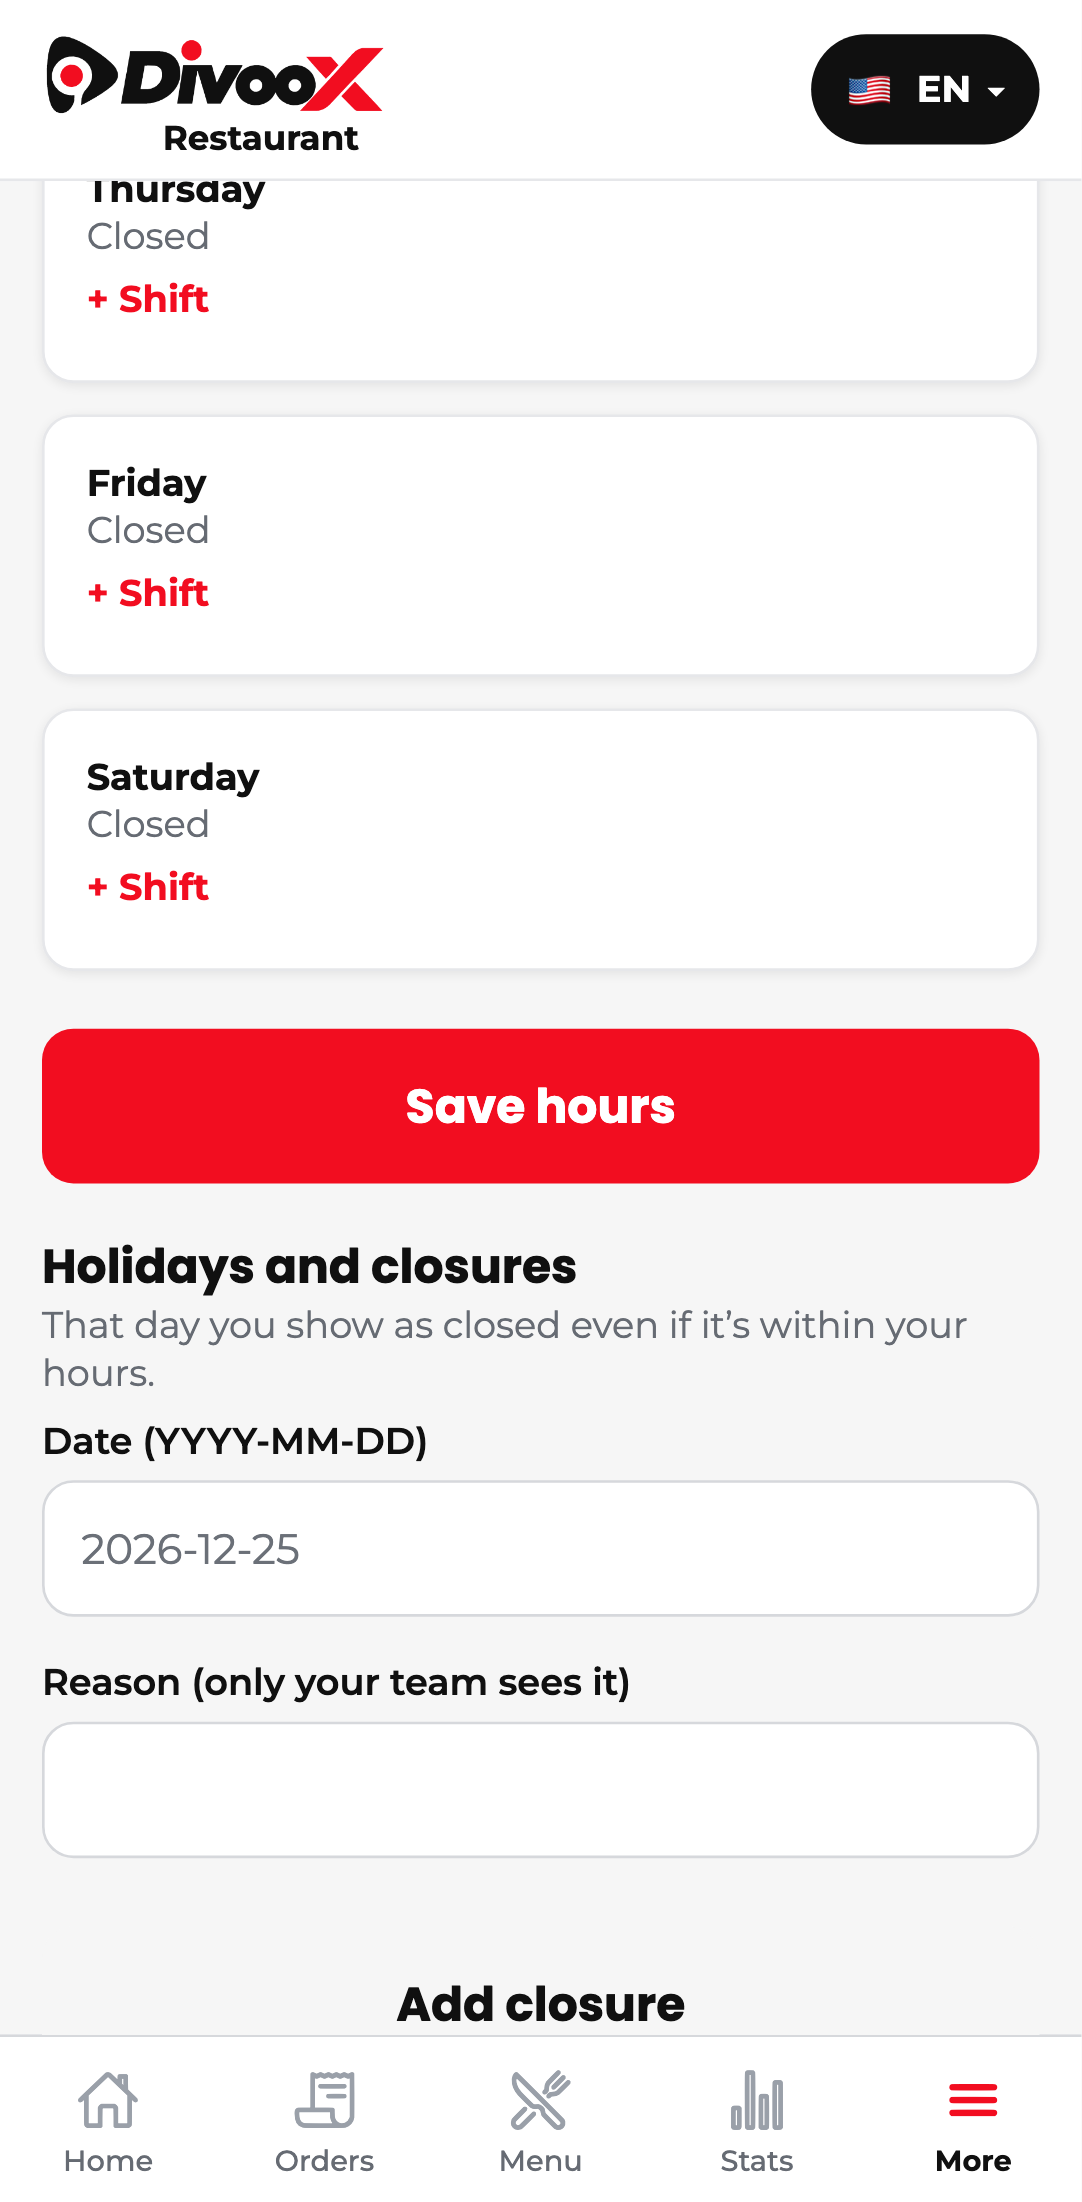 DivooX
Restaurant
EN
Thursday
Closed
+ Shift
Friday
Closed
+ Shift
Saturday
Closed
+ Shift
Save hours
Holidays and closures
That day you show as closed even if it’s within your
hours.
Date (YYYY-MM-DD)
2026-12-25
Reason (only your team sees it)
Add closure
Home
Orders
Menu
Stats
More